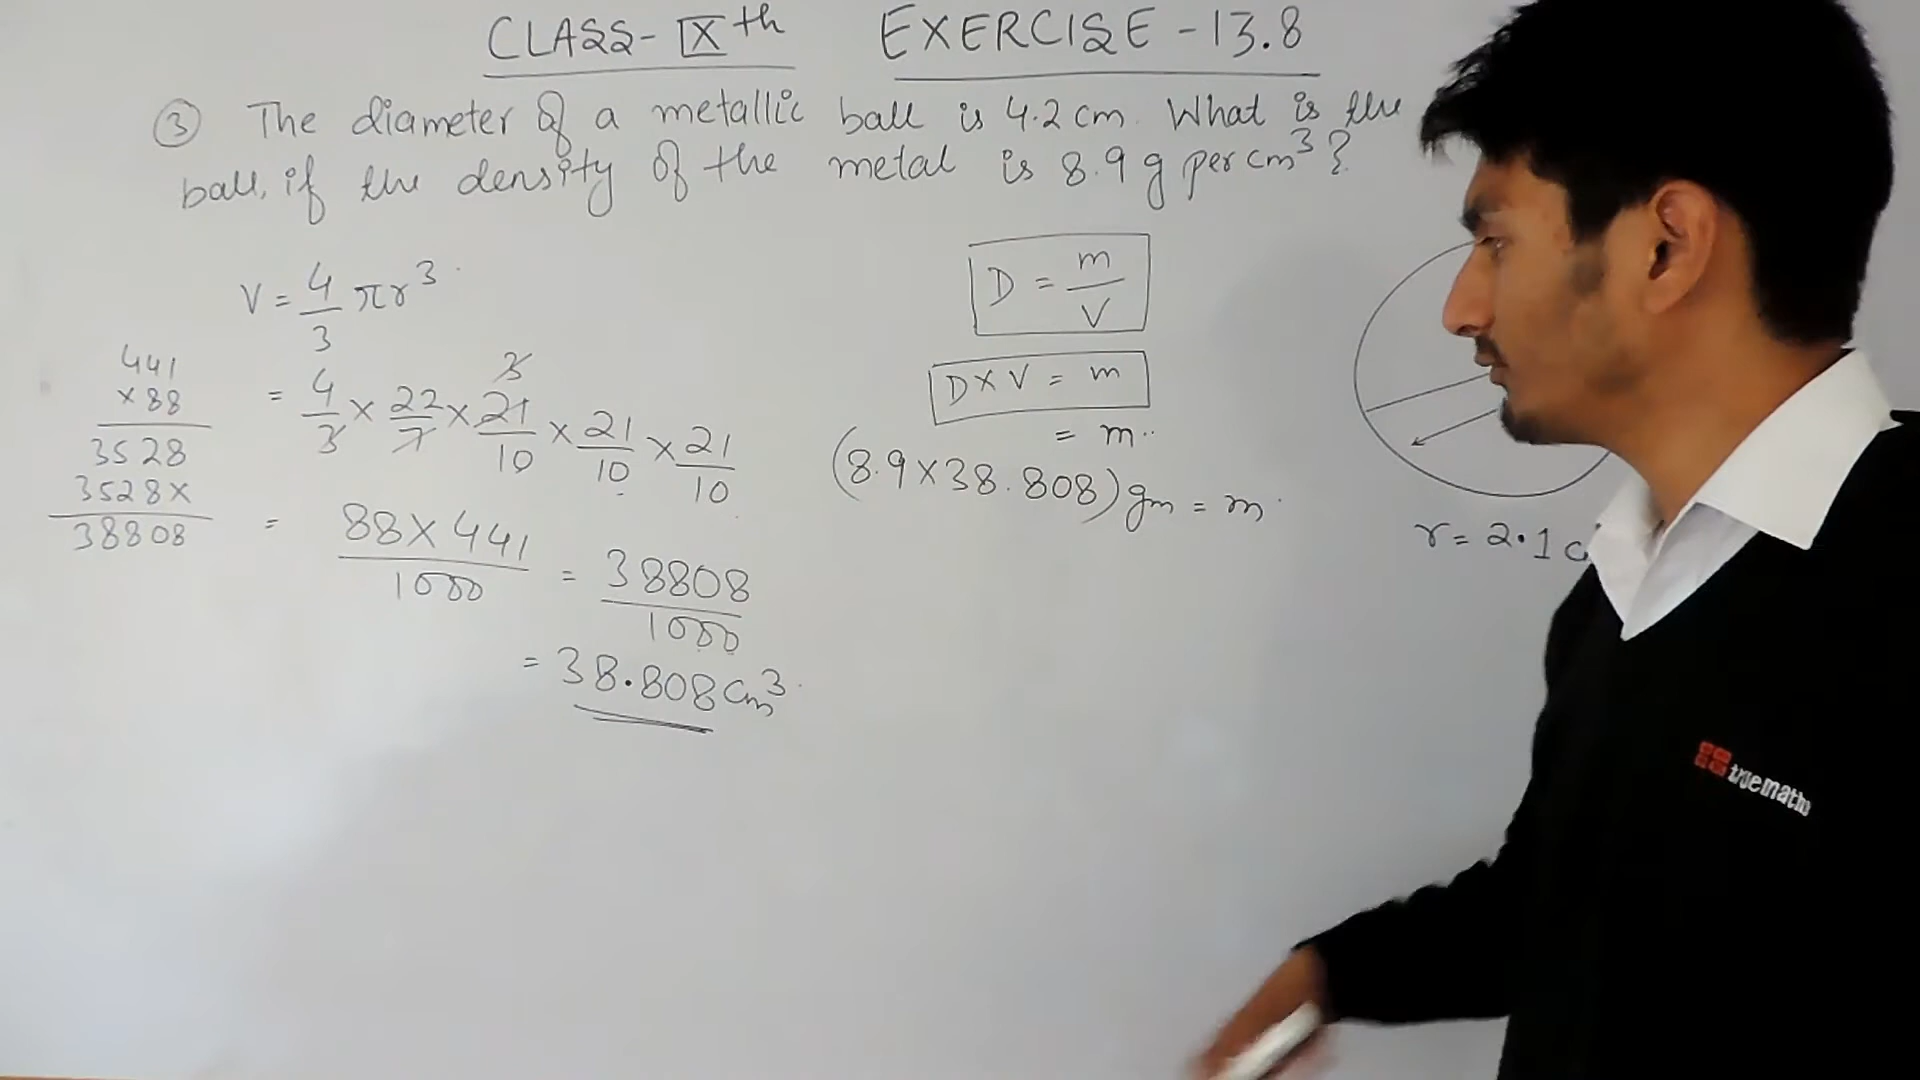 CLASS-IXth EXERCISE-13.8
③ The diameter of a metallic ball is 4.2 cm. What is the
ball, if the density of the metal is 8.9 g per cm³?
V = 4/3 πr³
441
×88
3528
3528×
38808
= 4/3 × 22/7 × 21/10 × 21/10 × 21/10
3
= 88×441/1000 = 38808/1000
= 38.808 cm³
D = m/V
D×V = m
= m
(8.9×38.808) gm = m
r = 2.1 c
truemaths